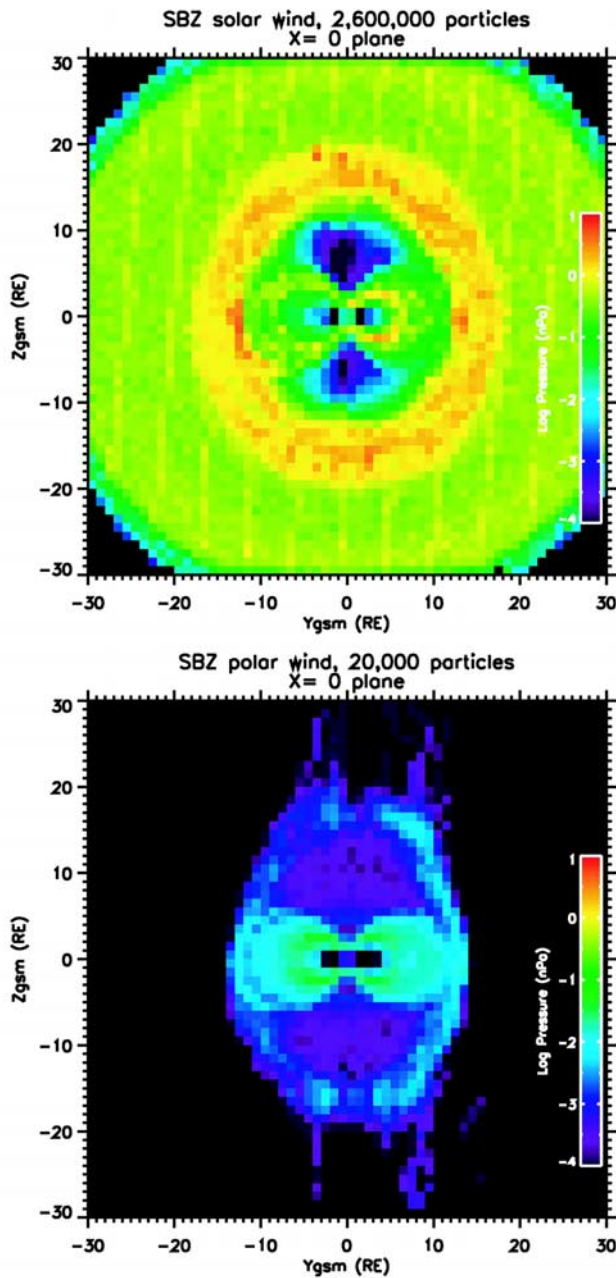 SBZ solar wind, 2,600,000 particles
X= 0 plane
30
20
10
0
-10
-20
-30
Zgsm (RE)
1
0
-1
-2
-3
-4
Log Pressure (nPa)
-30 -20 -10 0 10 20 30
Ygsm (RE)
SBZ polar wind, 20,000 particles
X= 0 plane
30
20
10
0
-10
-20
-30
Zgsm (RE)
1
0
-1
-2
-3
-4
Log Pressure (nPa)
-30 -20 -10 0 10 20 30
Ygsm (RE)